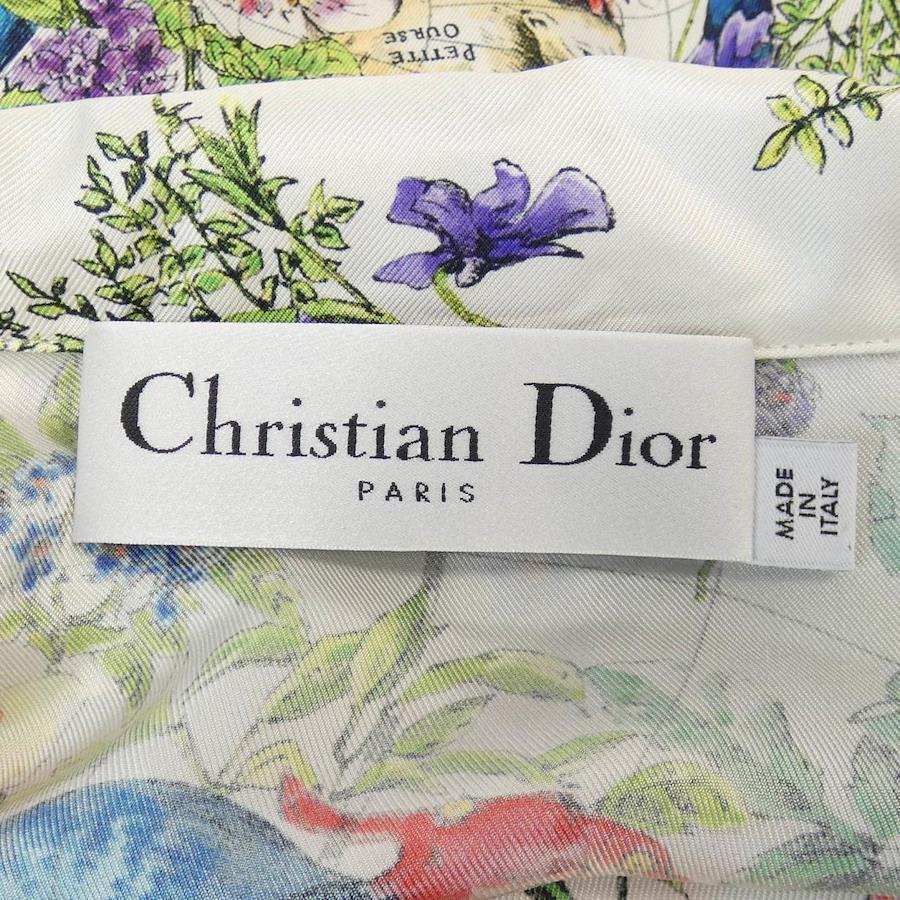 PETITE
OURSE
Christian Dior
PARIS
MADE
IN
ITALY